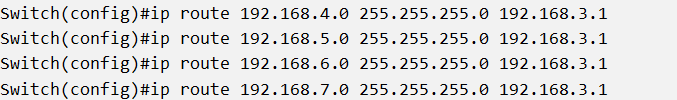 Switch(config)#ip route 192.168.4.0 255.255.255.0 192.168.3.1
Switch(config)#ip route 192.168.5.0 255.255.255.0 192.168.3.1
Switch(config)#ip route 192.168.6.0 255.255.255.0 192.168.3.1
Switch(config)#ip route 192.168.7.0 255.255.255.0 192.168.3.1